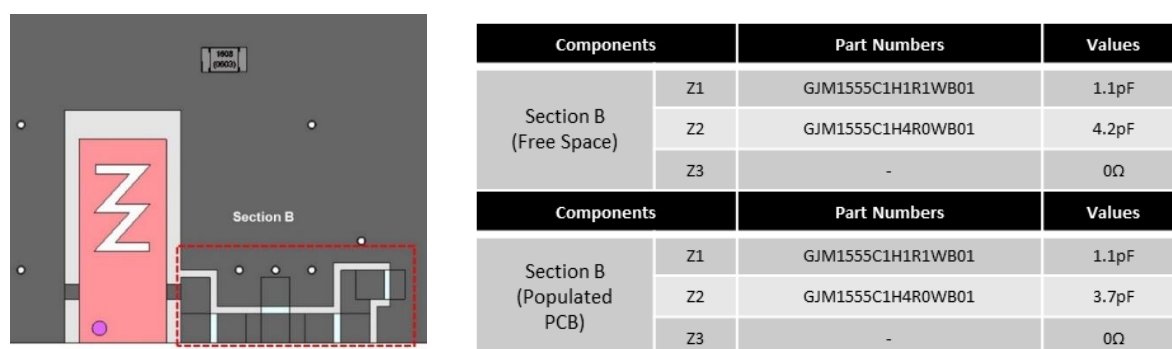 1608
(0603)
Section B
Components Part Numbers Values
Section B
(Free Space)
Z1 GJM1555C1H1R1WB01 1.1pF
Z2 GJM1555C1H4R0WB01 4.2pF
Z3 - 0Ω
Components Part Numbers Values
Section B
(Populated
PCB)
Z1 GJM1555C1H1R1WB01 1.1pF
Z2 GJM1555C1H4R0WB01 3.7pF
Z3 - 0Ω